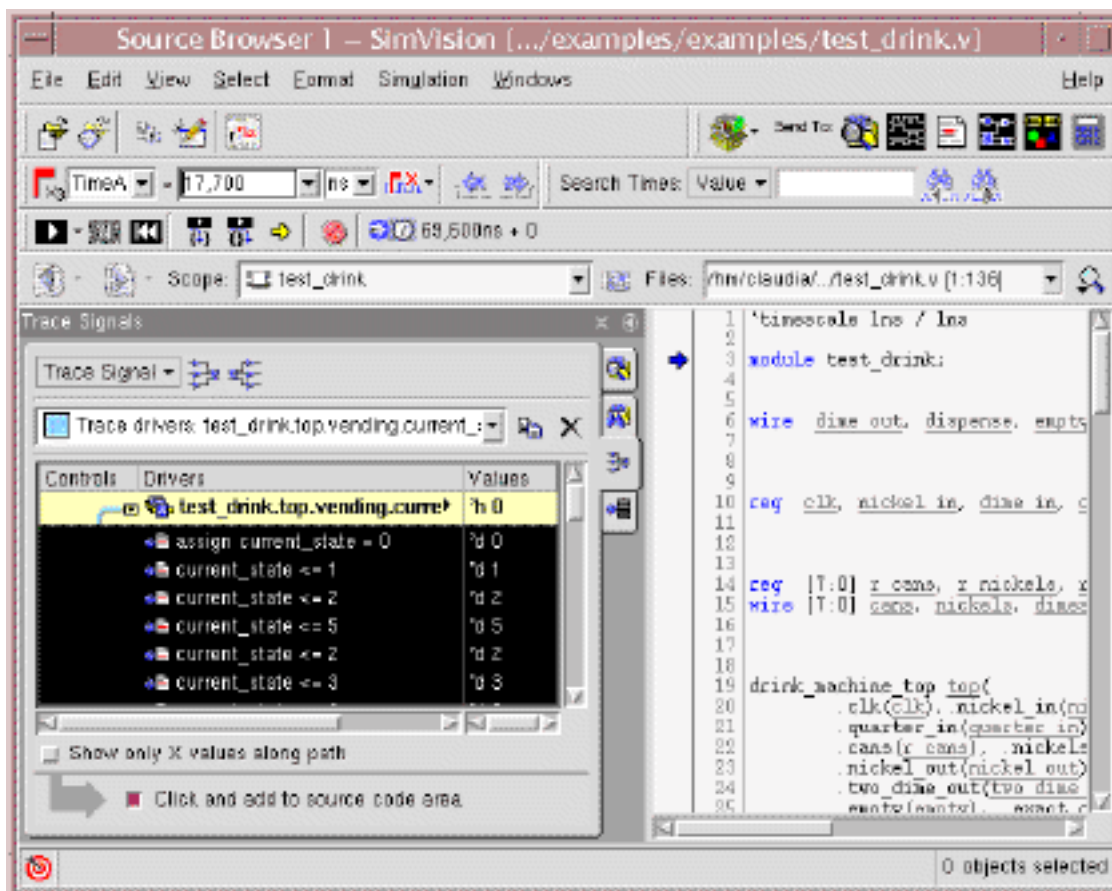 Source Browser 1 – SimVision [.../examples/examples/test_drink.v]
File Edit View Select Format Simulation Windows Help
Send To:
TimeA = 17,700 ns Search Times: Value
69,600ns + 0
Scope: test_drink Files: /hm/claudia/.../test_drink.v [1:136]
Trace Signals
Trace Signal
Trace drivers: test_drink.top.vending.current_
Controls Drivers Values
test_drink.top.vending.curre 'h 0
assign current_state = 0 'd 0
current_state <= 1 'd 1
current_state <= 2 'd 2
current_state <= 5 'd 5
current_state <= 2 'd 2
current_state <= 3 'd 3
Show only X values along path
Click and add to source code area
1 `timescale 1ns / 1ns
2
3 module test_drink;
4
5
6 wire dime_out, dispense, empty
7
8
9
10 reg clk, nickel_in, dime_in, c
11
12
13
14 reg [7:0] r_cans, r_nickels, r
15 wire [7:0] cans, nickels, dimes
16
17
18
19 drink_machine_top top(
20 .clk(clk), .nickel_in(ni
21 .quarter_in(quarter_in)
22 .cans(r_cans), .nickels
23 .nickel_out(nickel_out)
24 .two_dime_out(two_dime
25 .empty(empty), .exact_c
0 objects selected